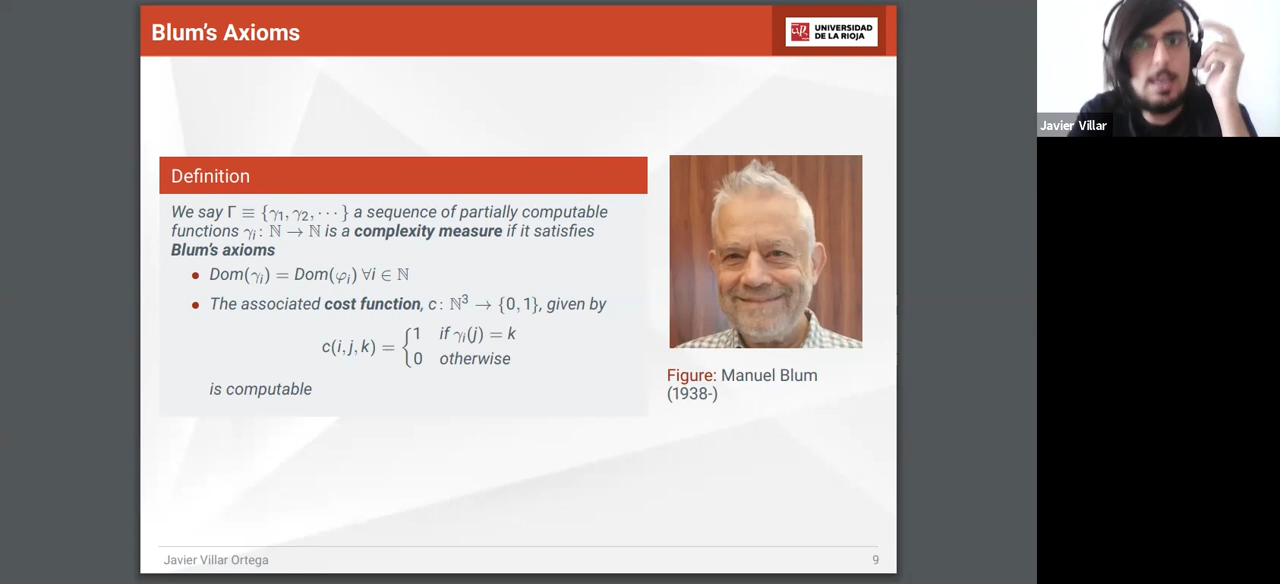 Blum's Axioms
UNIVERSIDAD
DE LA RIOJA
Javier Villar
Definition
We say Γ ≡ {γ₁, γ₂, ⋯} a sequence of partially computable
functions γᵢ: ℕ → ℕ is a complexity measure if it satisfies
Blum's axioms
• Dom(γᵢ) = Dom(φᵢ) ∀i ∈ ℕ
• The associated cost function, c: ℕ³ → {0, 1}, given by
c(i, j, k) = { 1 if γᵢ(j) = k
0 otherwise
is computable
Figure: Manuel Blum
(1938-)
Javier Villar Ortega
9